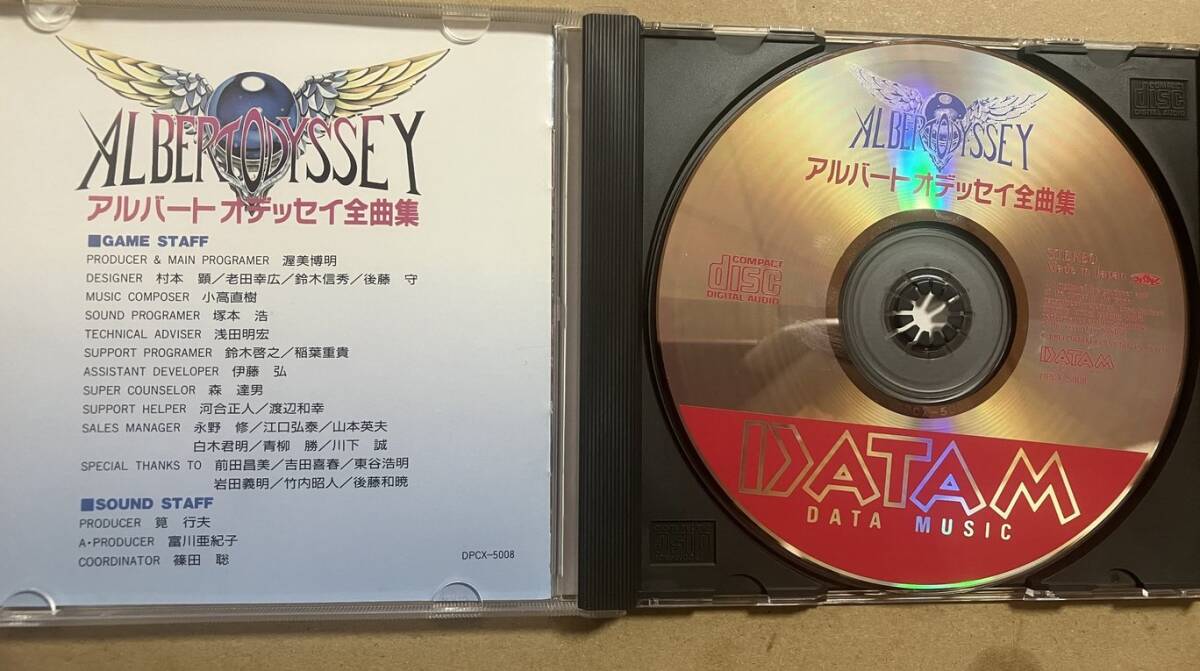 ALBERT ODYSSEY
アルバート オデッセイ全曲集
■GAME STAFF
PRODUCER & MAIN PROGRAMER 渥美博明
DESIGNER 村本 顕／老田幸広／鈴木信秀／後藤 守
MUSIC COMPOSER 小高直樹
SOUND PROGRAMER 塚本 浩
TECHNICAL ADVISER 浅田明宏
SUPPORT PROGRAMER 鈴木啓之／稲葉重貴
ASSISTANT DEVELOPER 伊藤 弘
SUPER COUNSELOR 森 達男
SUPPORT HELPER 河合正人／渡辺和幸
SALES MANAGER 永野 修／江口弘泰／山本英夫
白木君明／青柳 勝／川下 誠
SPECIAL THANKS TO 前田昌美／吉田喜春／東谷浩明
岩田義明／竹内昭人／後藤和暁
■SOUND STAFF
PRODUCER 筧 行夫
A・PRODUCER 富川亜紀子
COORDINATOR 篠田 聡
DPCX-5008
ALBERT ODYSSEY
アルバート オデッセイ全曲集
COMPACT
disc
DIGITAL AUDIO
STEREO
Made in Japan
DATAM
DATAM
DATA MUSIC
COMPACT
disc
DIGITAL AUDIO